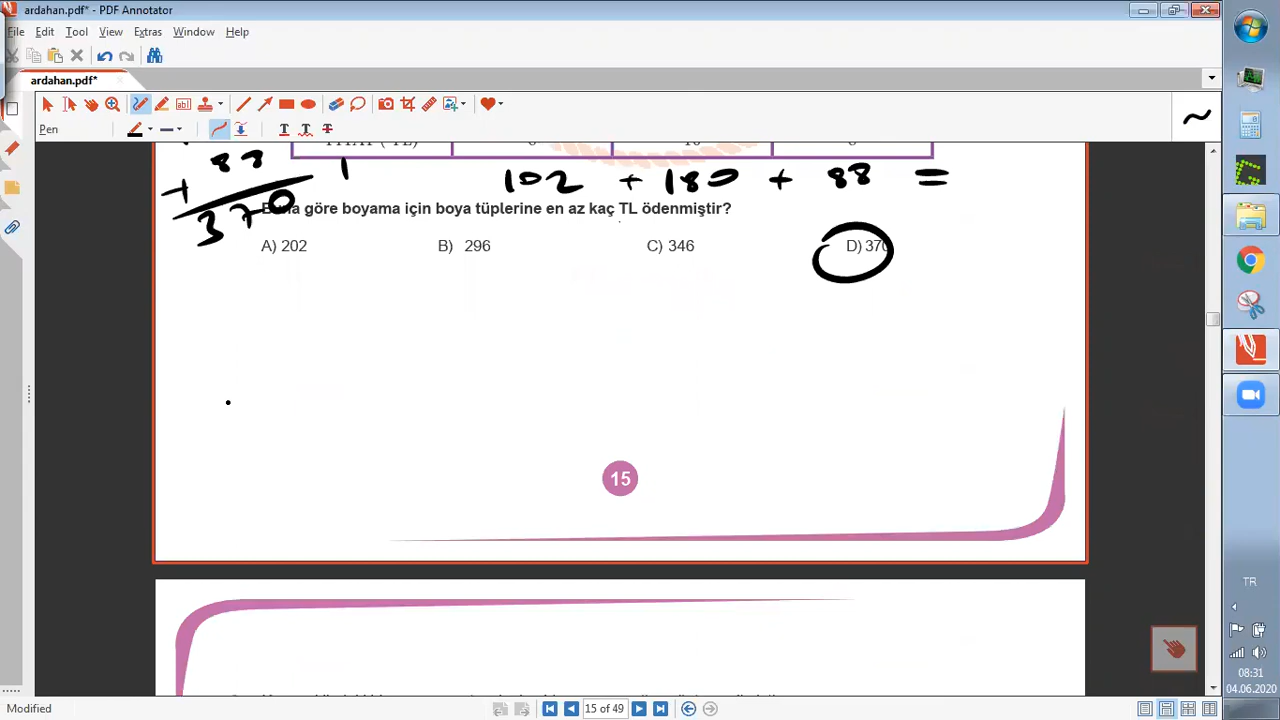 ardahan.pdf* - PDF Annotator
File Edit Tool View Extras Window Help
ardahan.pdf*
Pen
88
+
370
1
102 + 180 + 88 =
göre boyama için boya tüplerine en az kaç TL ödenmiştir?
A) 202 B) 296 C) 346 D) 370
15
TR
08:31
04.06.2020
Modified
15 of 49